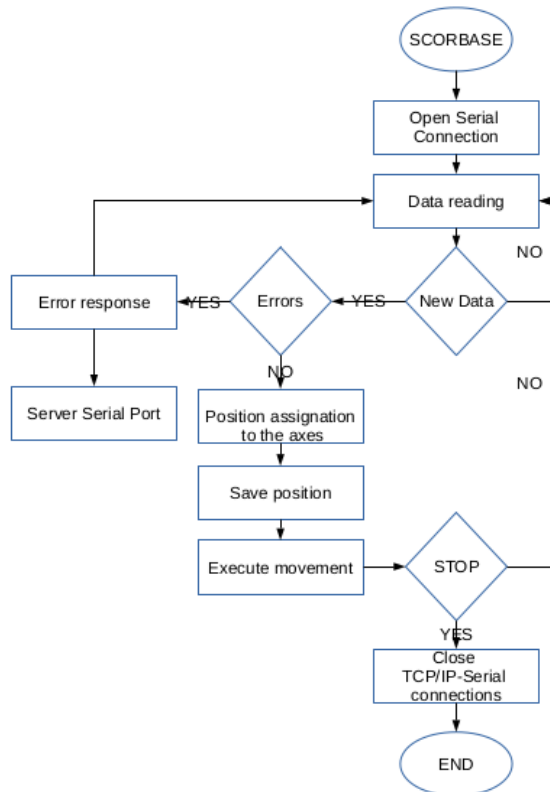 SCORBASE
Open Serial
Connection
Data reading
NO
Error response
YES
Errors
YES
New Data
NO
NO
Server Serial Port
Position assignation
to the axes
Save position
Execute movement
STOP
YES
Close
TCP/IP-Serial
connections
END